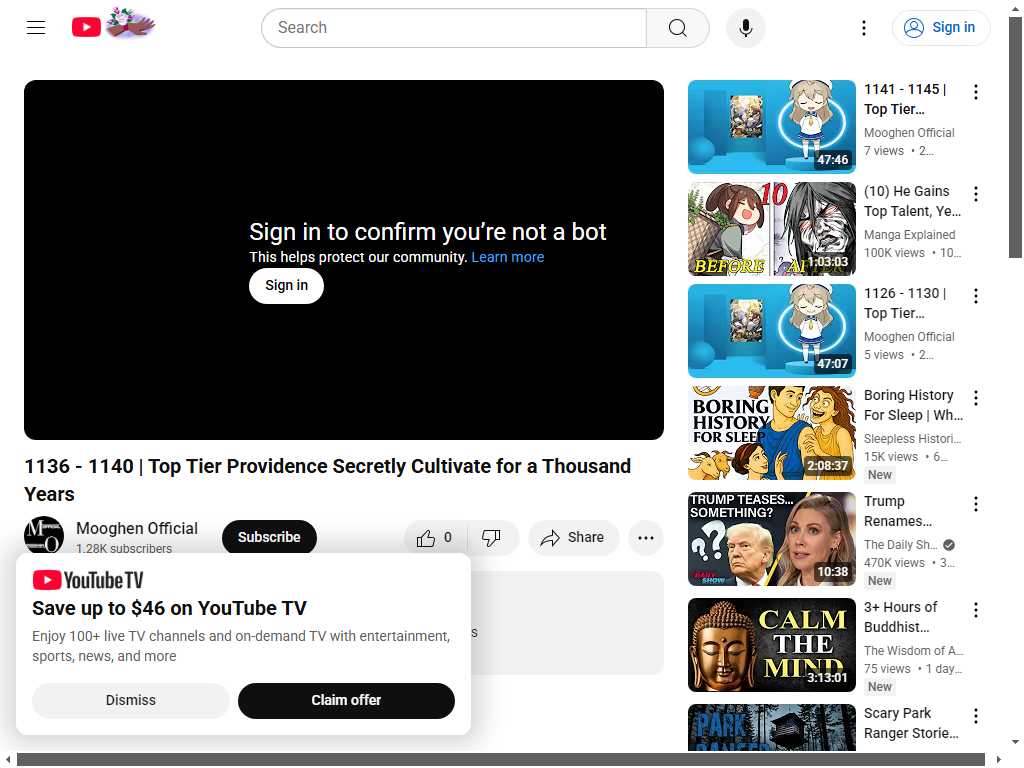 Search
Sign in
Sign in to confirm you’re not a bot
This helps protect our community. Learn more
Sign in
1136 - 1140 | Top Tier Providence Secretly Cultivate for a Thousand
Years
Mooghen Official
1.28K subscribers
Subscribe
0
Share
...
s
YouTube TV
Save up to $46 on YouTube TV
Enjoy 100+ live TV channels and on-demand TV with entertainment,
sports, news, and more
Dismiss
Claim offer
47:46
1141 - 1145 |
Top Tier…
Mooghen Official
7 views • 2…
10
BEFORE
AFTER
1:03:03
(10) He Gains
Top Talent, Ye…
Manga Explained
100K views • 10…
47:07
1126 - 1130 |
Top Tier…
Mooghen Official
5 views • 2…
BORING
HISTORY
FOR SLEEP
2:08:37
Boring History
For Sleep | Wh…
Sleepless Histori…
15K views • 6…
New
TRUMP TEASES...
SOMETHING?
??
THE DAILY SHOW
10:38
Trump
Renames…
The Daily Sh…
470K views • 3…
New
CALM
THE
MIND
3:13:01
3+ Hours of
Buddhist…
The Wisdom of A…
75 views • 1 day…
New
PARK
RANGER
Scary Park
Ranger Storie…